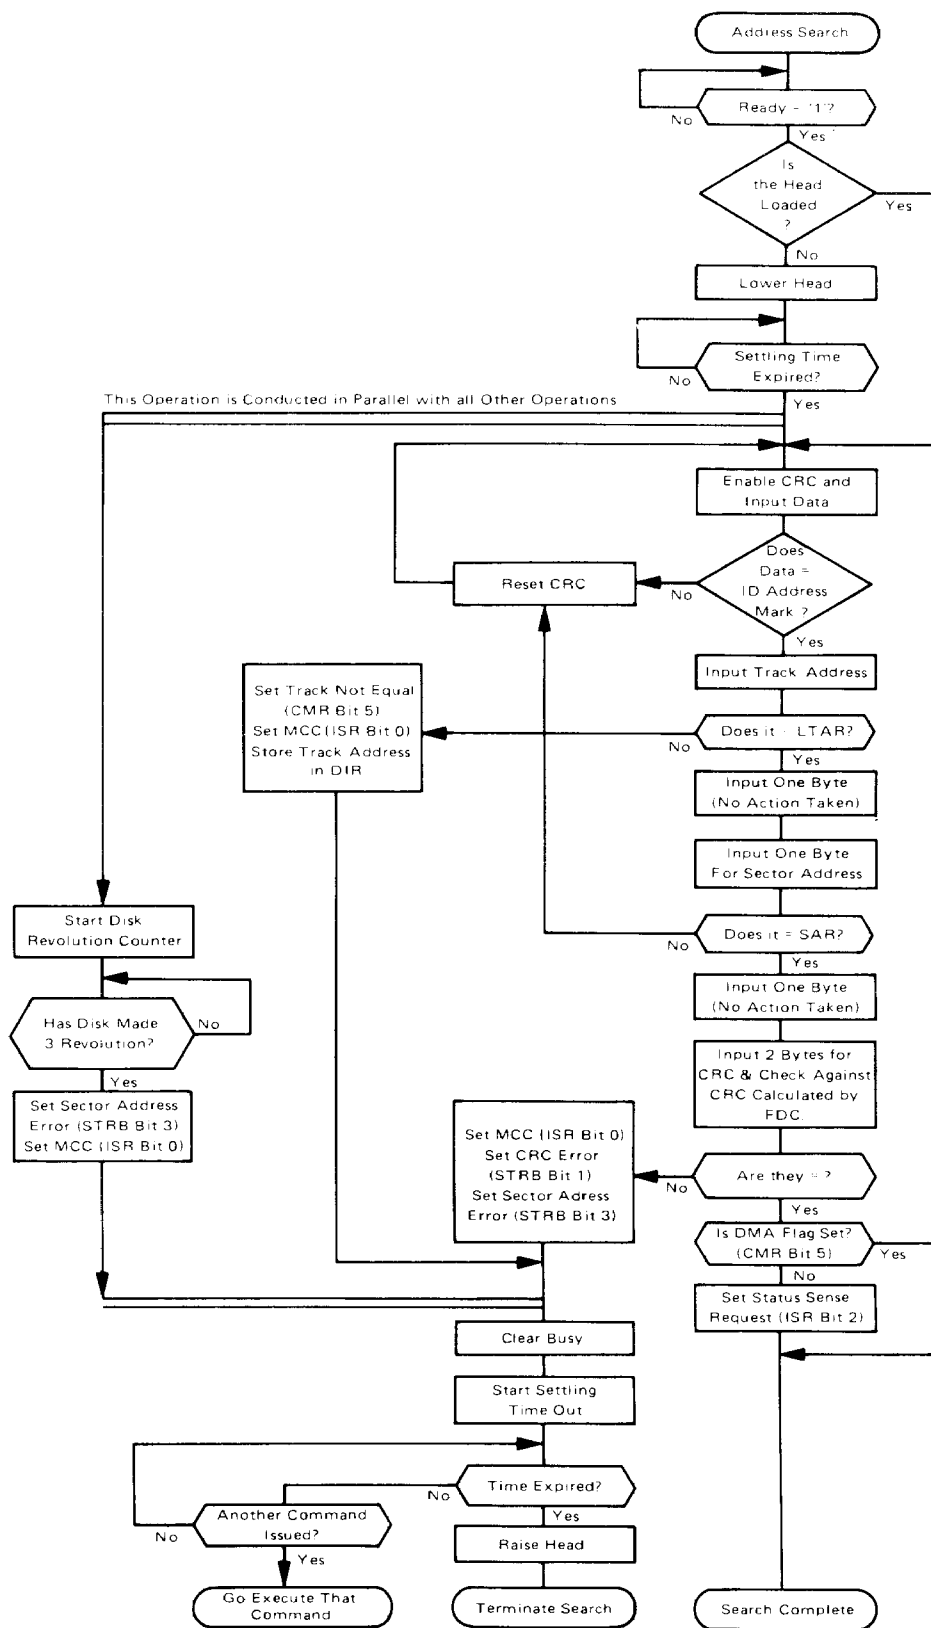 Address Search
Ready = '1'?
No
Yes
Is
the Head
Loaded
?
Yes
No
Lower Head
Settling Time
Expired?
No
Yes
This Operation is Conducted in Parallel with all Other Operations
Enable CRC and
Input Data
Does
Data =
ID Address
Mark ?
No
Reset CRC
Yes
Input Track Address
Set Track Not Equal
(CMR Bit 5)
Set MCC (ISR Bit 0)
Store Track Address
in DIR
Does it = LTAR?
No
Yes
Input One Byte
(No Action Taken)
Input One Byte
For Sector Address
Start Disk
Revolution Counter
Does it = SAR?
No
Yes
Input One Byte
(No Action Taken)
Has Disk Made
3 Revolution?
No
Yes
Input 2 Bytes for
CRC & Check Against
CRC Calculated by
FDC.
Set Sector Address
Error (STRB Bit 3)
Set MCC (ISR Bit 0)
Set MCC (ISR Bit 0)
Set CRC Error
(STRB Bit 1)
Set Sector Adress
Error (STRB Bit 3)
Are they = ?
No
Yes
Is DMA Flag Set?
(CMR Bit 5)
Yes
No
Set Status Sense
Request (ISR Bit 2)
Clear Busy
Start Settling
Time Out
Time Expired?
No
Yes
Another Command
Issued?
No
Yes
Raise Head
Go Execute That
Command
Terminate Search
Search Complete